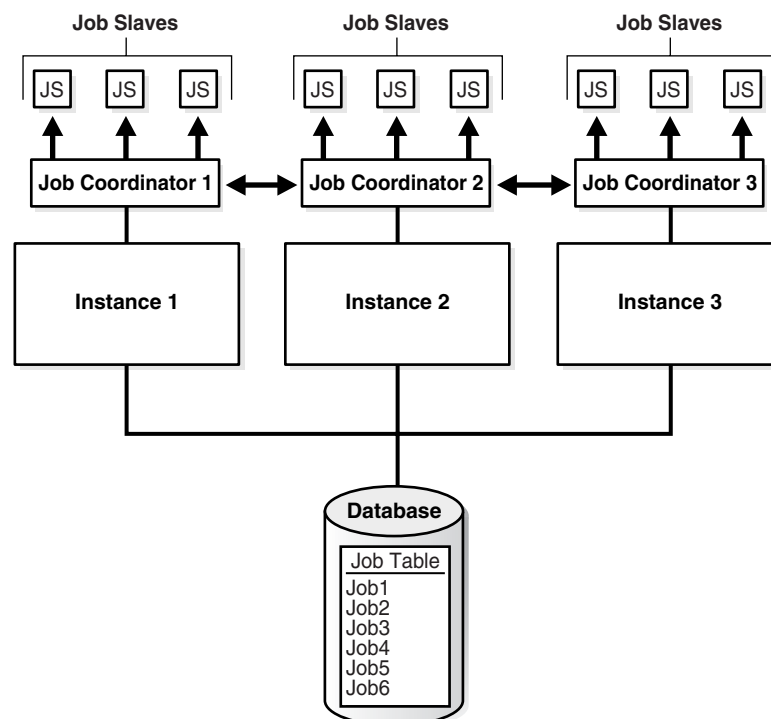 Job Slaves Job Slaves Job Slaves
JS JS JS JS JS JS JS JS JS
Job Coordinator 1 Job Coordinator 2 Job Coordinator 3
Instance 1 Instance 2 Instance 3
Database
Job Table
Job1
Job2
Job3
Job4
Job5
Job6